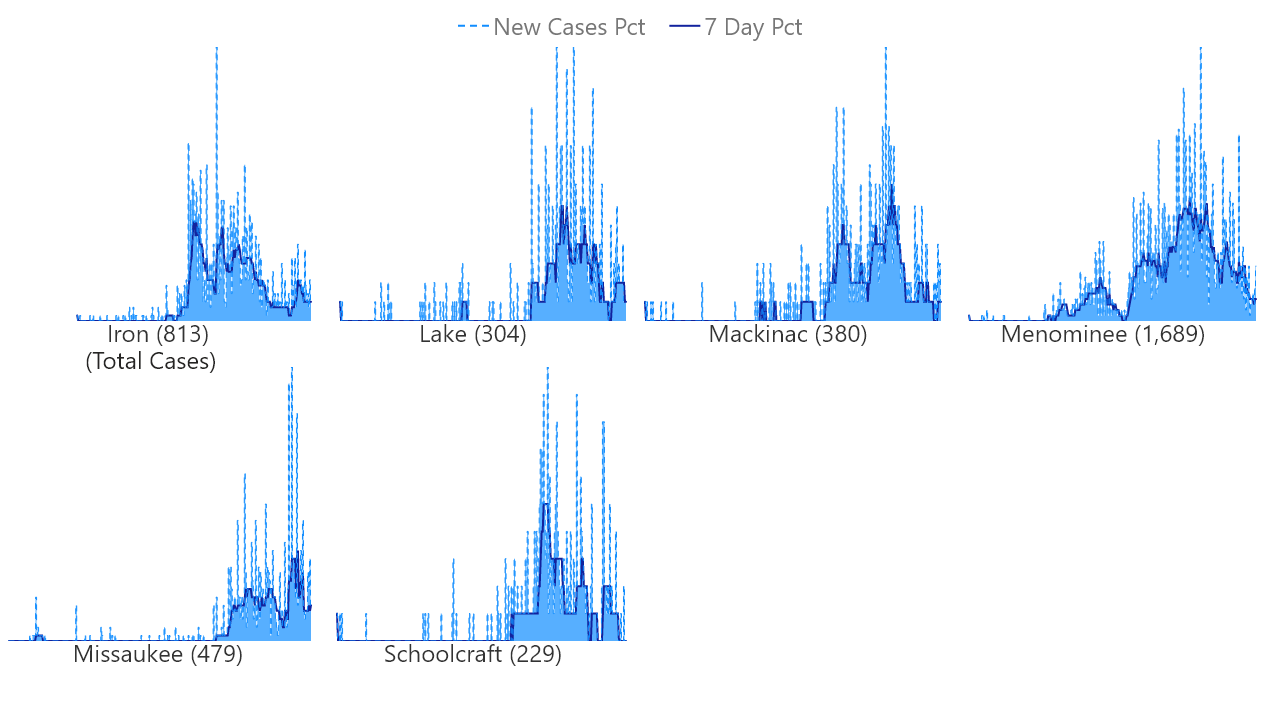 New Cases Pct 7 Day Pct
Iron (813) Lake (304) Mackinac (380) Menominee (1,689)
(Total Cases)
Missaukee (479) Schoolcraft (229)